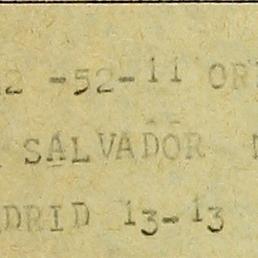 2 -52-11 OR
SALVADOR
DRID 13-13